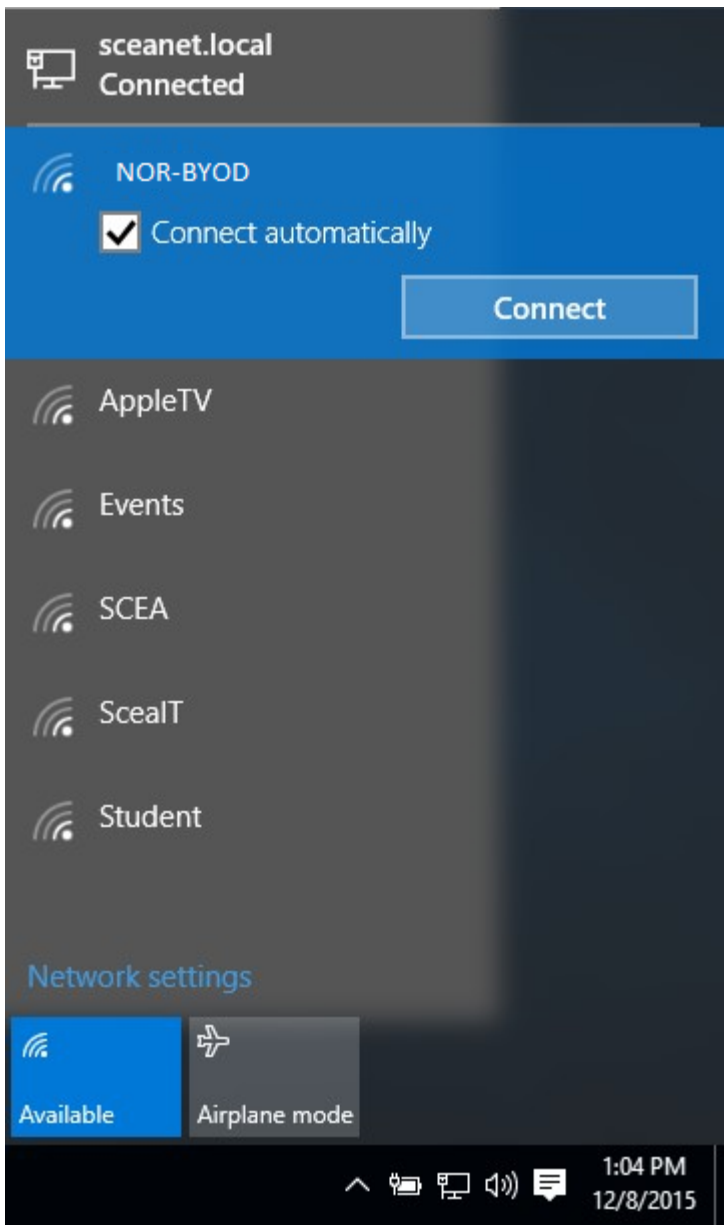 sceanet.local
Connected
NOR-BYOD
Connect automatically
Connect
AppleTV
Events
SCEA
SceaIT
Student
Network settings
Available
Airplane mode
1:04 PM
12/8/2015